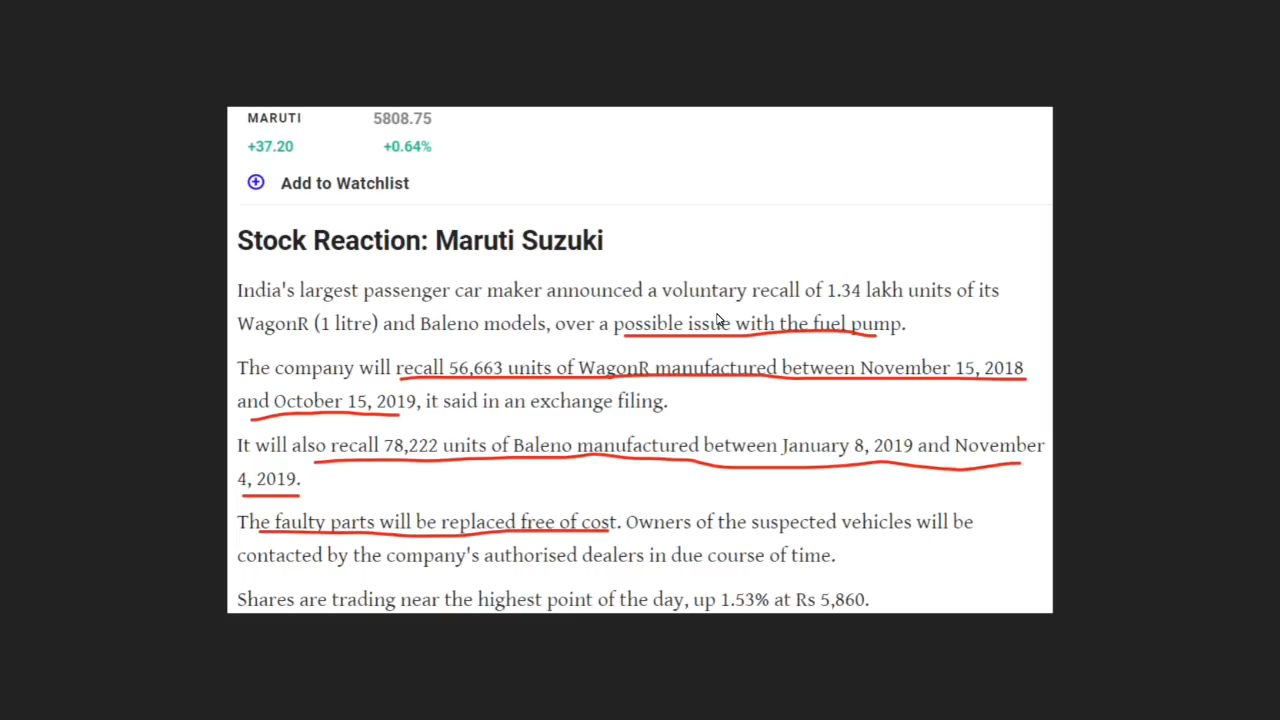 MARUTI 5808.75
+37.20 +0.64%
Add to Watchlist
Stock Reaction: Maruti Suzuki
India's largest passenger car maker announced a voluntary recall of 1.34 lakh units of its
WagonR (1 litre) and Baleno models, over a possible issue with the fuel pump.
The company will recall 56,663 units of WagonR manufactured between November 15, 2018
and October 15, 2019, it said in an exchange filing.
It will also recall 78,222 units of Baleno manufactured between January 8, 2019 and November
4, 2019.
The faulty parts will be replaced free of cost. Owners of the suspected vehicles will be
contacted by the company's authorised dealers in due course of time.
Shares are trading near the highest point of the day, up 1.53% at Rs 5,860.